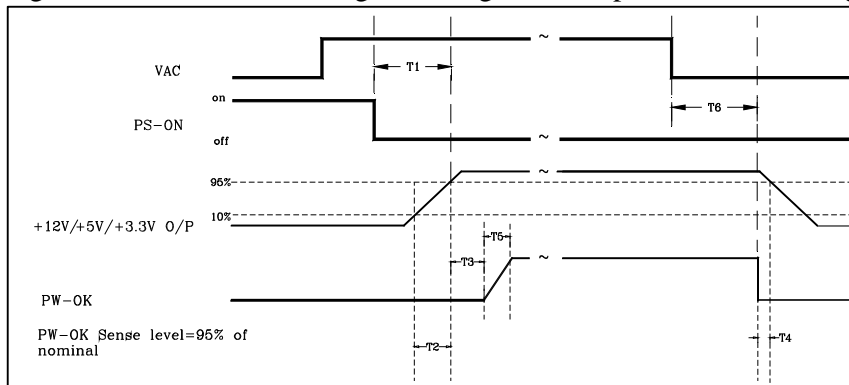 VAC
T1
~
on
PS-ON
off
~
T6
95%
10%
+12V/+5V/+3.3V O/P
~
T5
T3
~
PW-OK
PW-OK Sense level=95% of
nominal
T2
T4